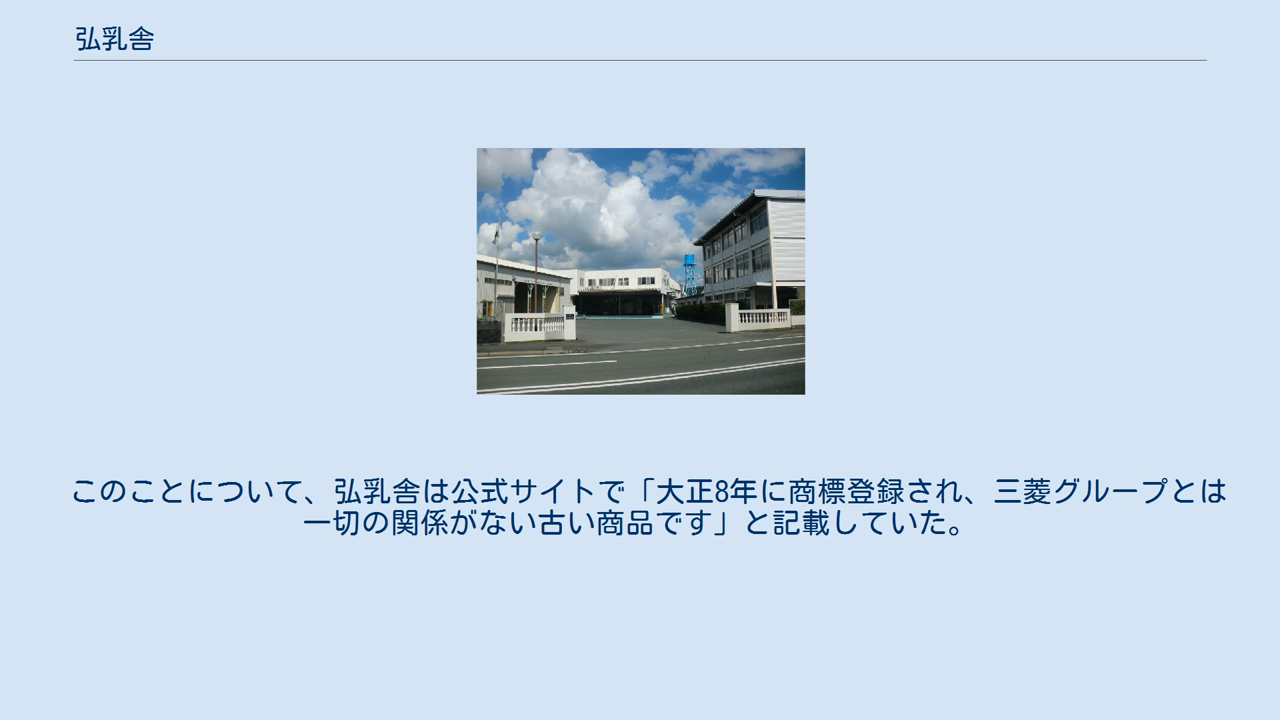 弘乳舎
このことについて、弘乳舎は公式サイトで「大正8年に商標登録され、三菱グループとは
一切の関係がない古い商品です」と記載していた。